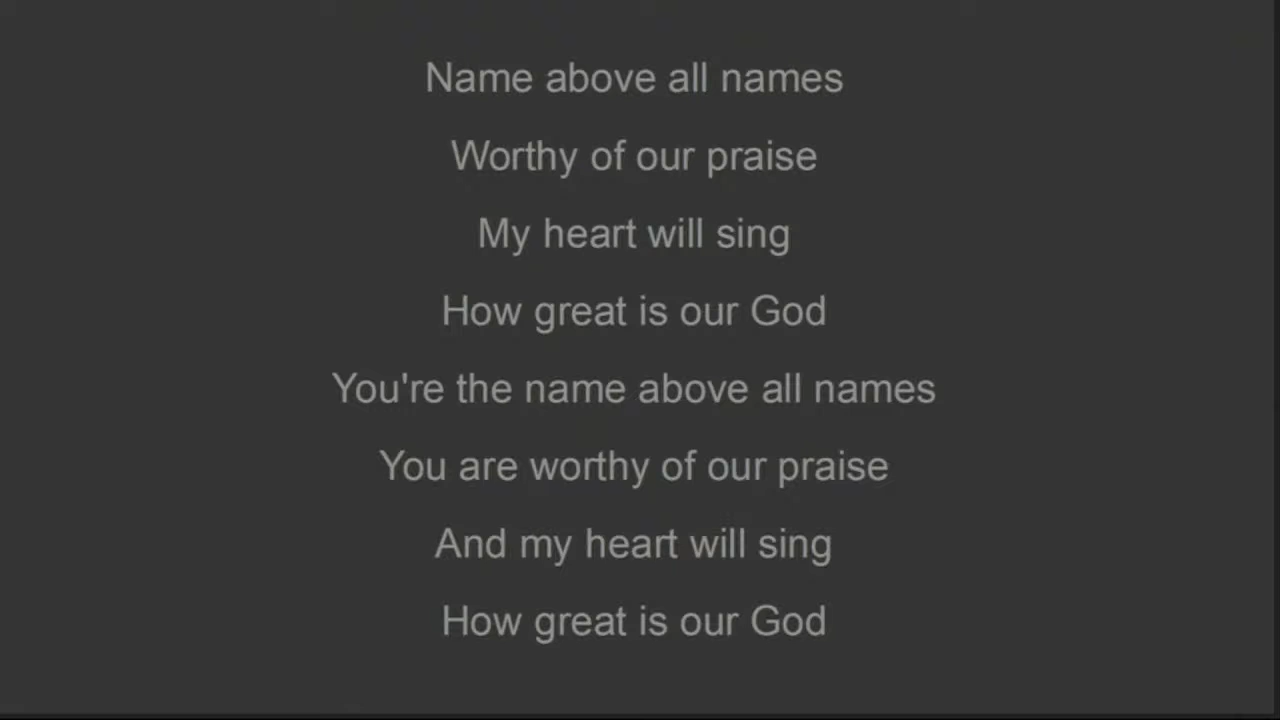 Name above all names
Worthy of our praise
My heart will sing
How great is our God
You're the name above all names
You are worthy of our praise
And my heart will sing
How great is our God